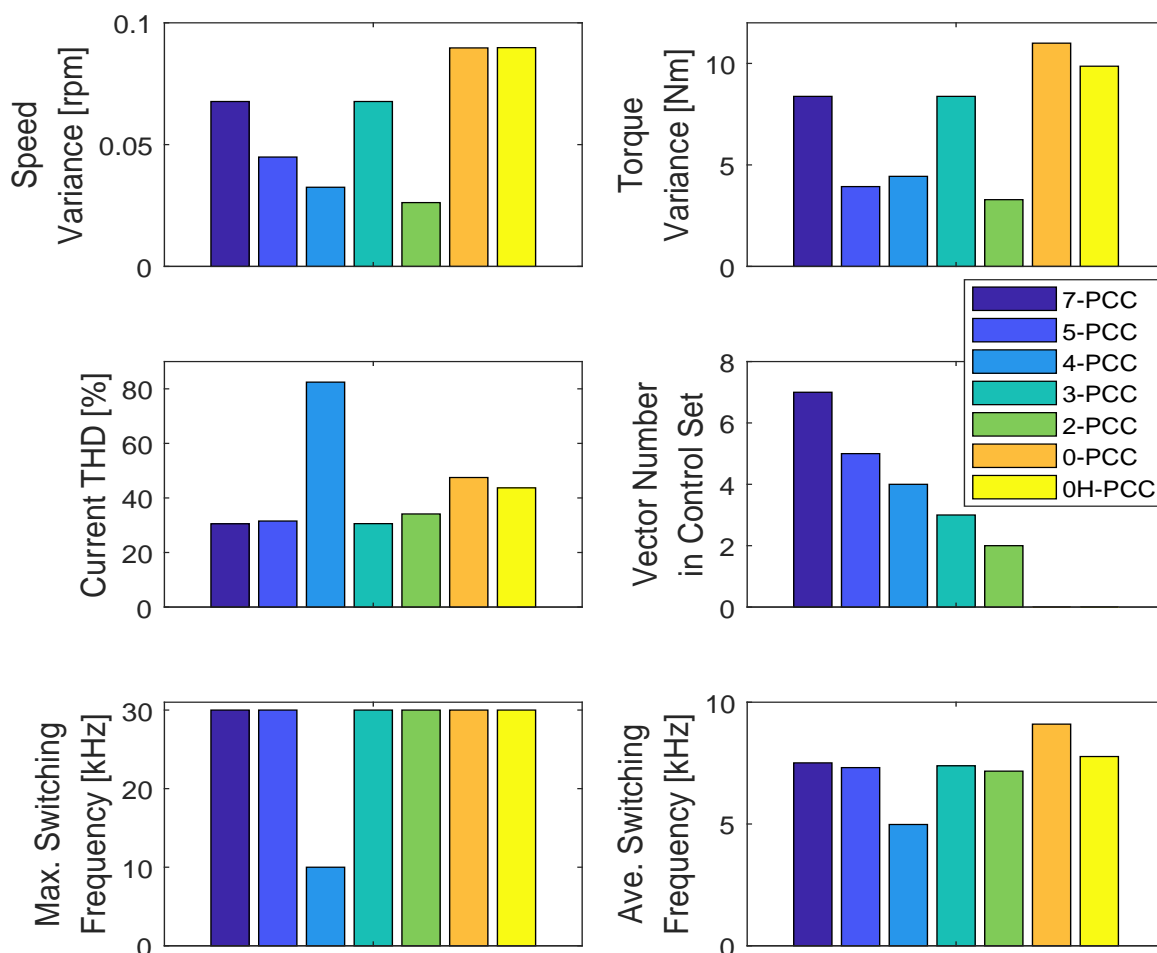 Speed
Variance [rpm]
0.1
0.05
0
Torque
Variance [Nm]
10
5
0
Current THD [%]
80
60
40
20
0
Vector Number
in Control Set
8
6
4
2
0
7-PCC
5-PCC
4-PCC
3-PCC
2-PCC
0-PCC
0H-PCC
Max. Switching
Frequency [kHz]
30
20
10
0
Ave. Switching
Frequency [kHz]
10
5
0